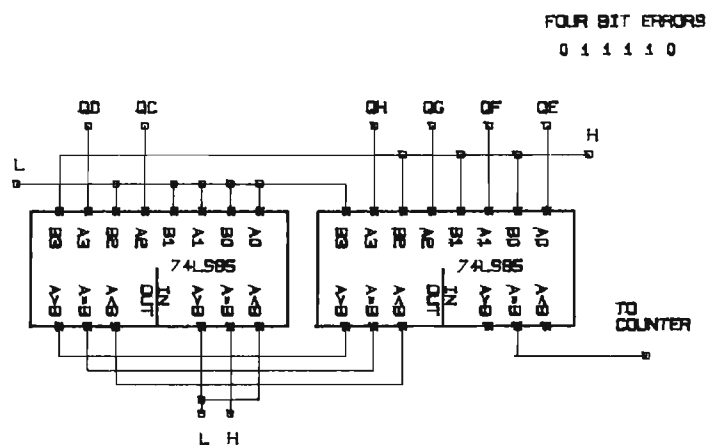 FOUR BIT ERRORS
0 1 1 1 1 0
QD QC QH QG QF QE
H
L
B3 A3 B2 A2 B1 A1 B0 A0 B3 A3 B2 A2 B1 A1 B0 A0
74LS85 74LS85
A>B A=B A<B OUT IN A>B A=B A<B A>B A=B A<B OUT IN A>B A=B A<B
TO
COUNTER
L H